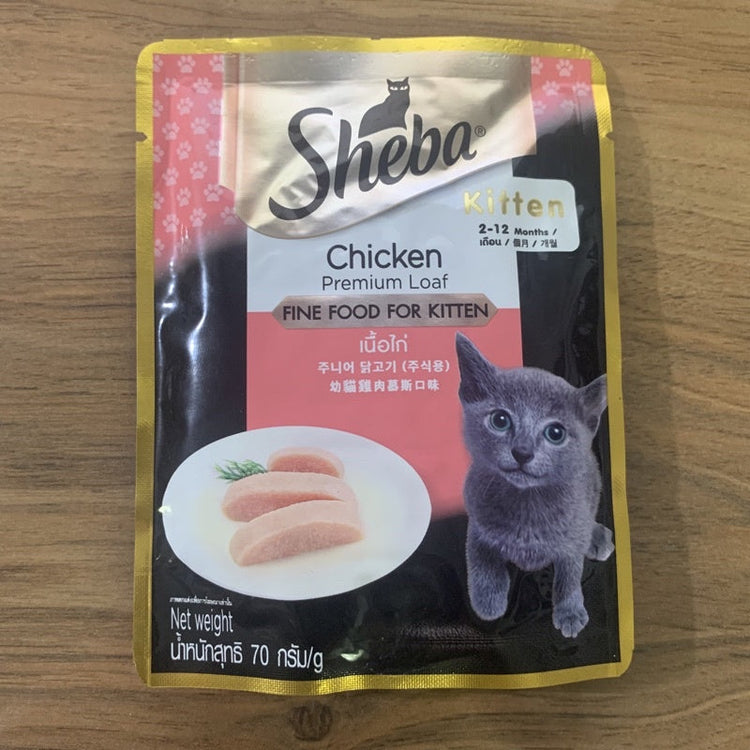 Sheba®
Kitten
2-12 Months /
เดือน / 個月 / 개월
Chicken
Premium Loaf
FINE FOOD FOR KITTEN
เนื้อไก่
주니어 닭고기 (주식용)
幼貓雞肉慕斯口味
Net weight
น้ำหนักสุทธิ 70 กรัม/g